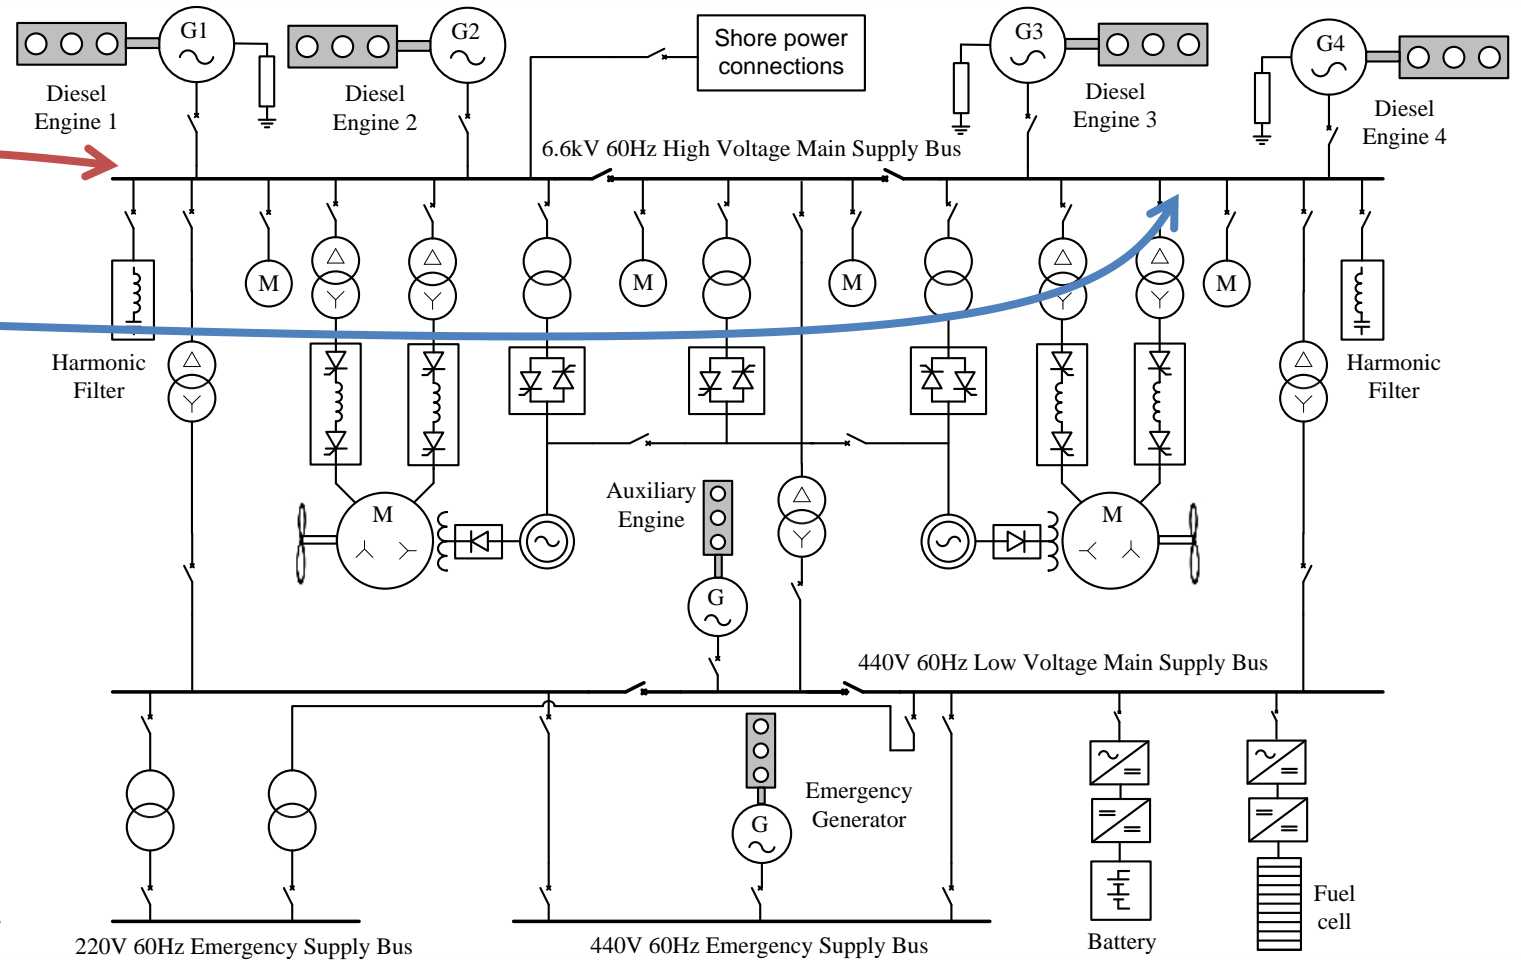 G1
G2
Shore power
connections
G3
G4
Diesel
Engine 1
Diesel
Engine 2
Diesel
Engine 3
Diesel
Engine 4
6.6kV 60Hz High Voltage Main Supply Bus
M
M
M
M
Harmonic
Filter
Harmonic
Filter
Auxiliary
Engine
M
M
G
440V 60Hz Low Voltage Main Supply Bus
Emergency
Generator
G
Fuel
cell
Battery
220V 60Hz Emergency Supply Bus
440V 60Hz Emergency Supply Bus